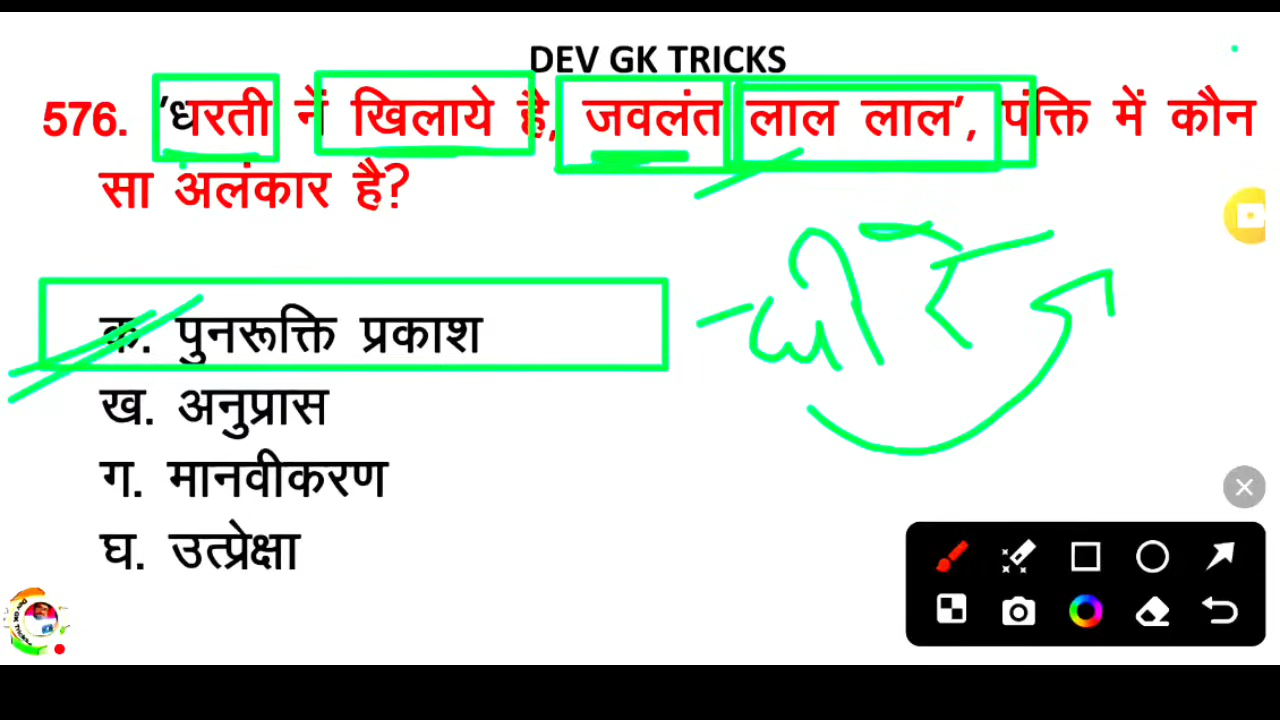 DEV GK TRICKS
576. 'धरती नें खिलाये है, जवलंत लाल लाल', पंक्ति में कौन
सा अलंकार है?
क. पुनरूक्ति प्रकाश
ख. अनुप्रास
ग. मानवीकरण
घ. उत्प्रेक्षा